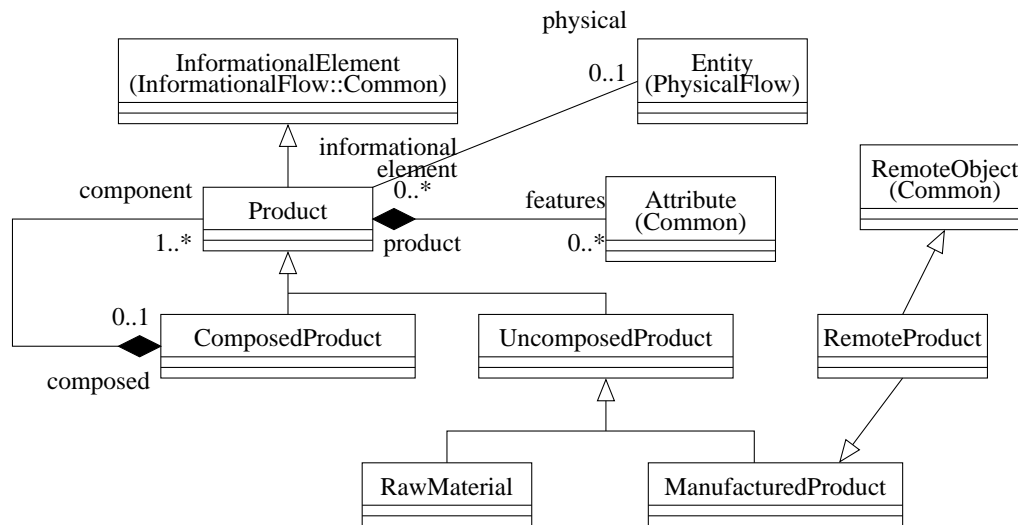 physical
InformationalElement
(InformationalFlow::Common)
Entity
(PhysicalFlow)
0..1
informational
element
RemoteObject
(Common)
component
0..*
Product
features
Attribute
(Common)
1..*
product
0..*
0..1
ComposedProduct
UncomposedProduct
RemoteProduct
composed
RawMaterial
ManufacturedProduct